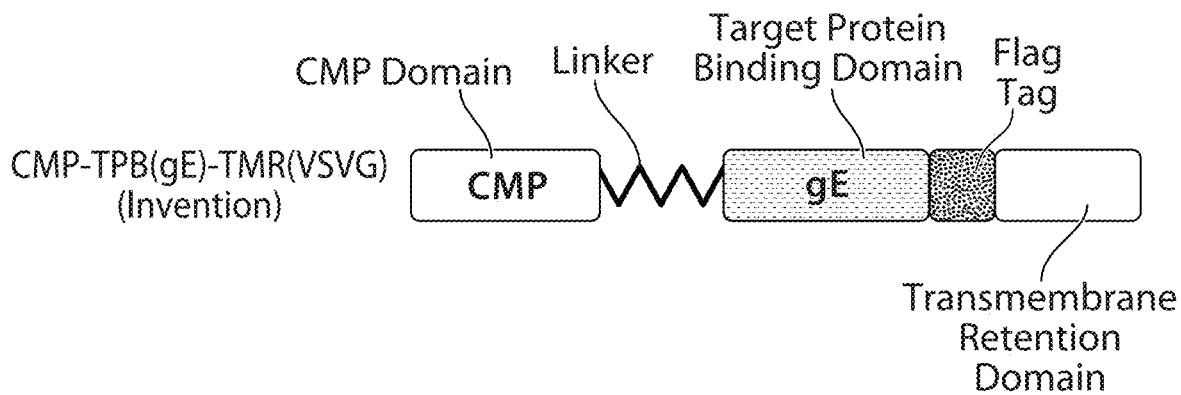 CMP Domain
Linker
Target Protein
Binding Domain
Flag
Tag
CMP-TPB(gE)-TMR(VSVG)
(Invention)
CMP
gE
Transmembrane
Retention
Domain